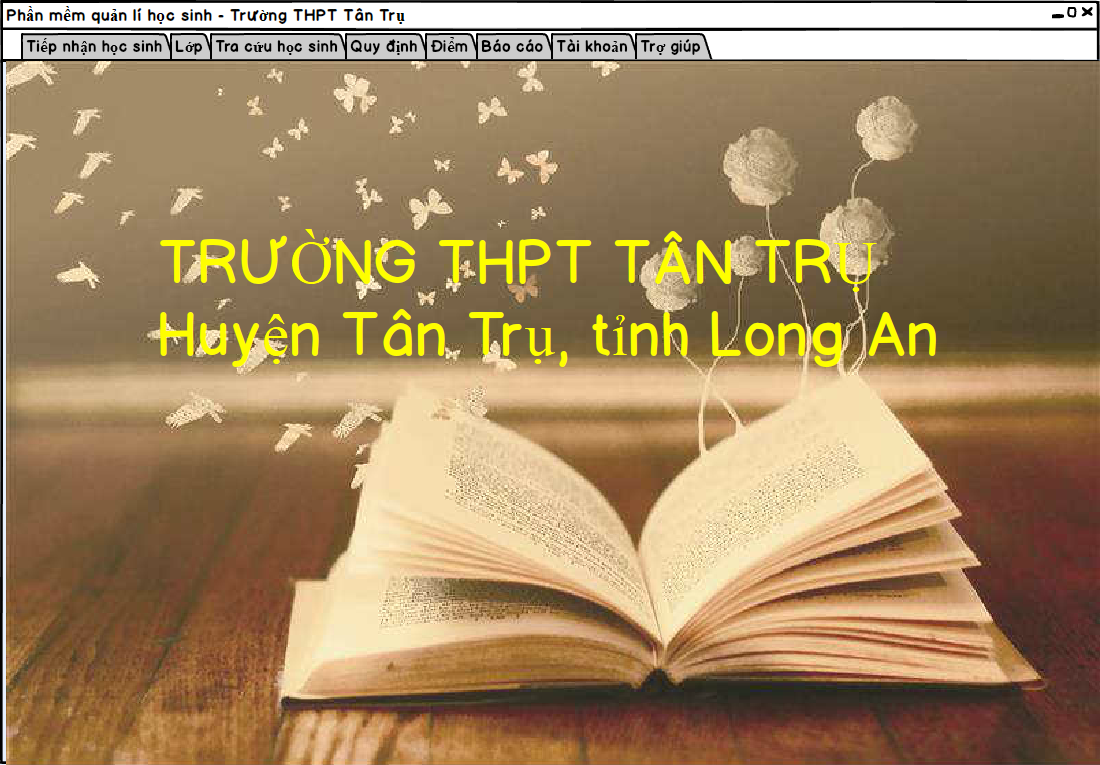 Phần mềm quản lí học sinh - Trường THPT Tân Trụ
Tiếp nhận học sinh Lớp Tra cứu học sinh Quy định Điểm Báo cáo Tài khoản Trợ giúp
TRƯỜNG THPT TÂN TRỤ
Huyện Tân Trụ, tỉnh Long An